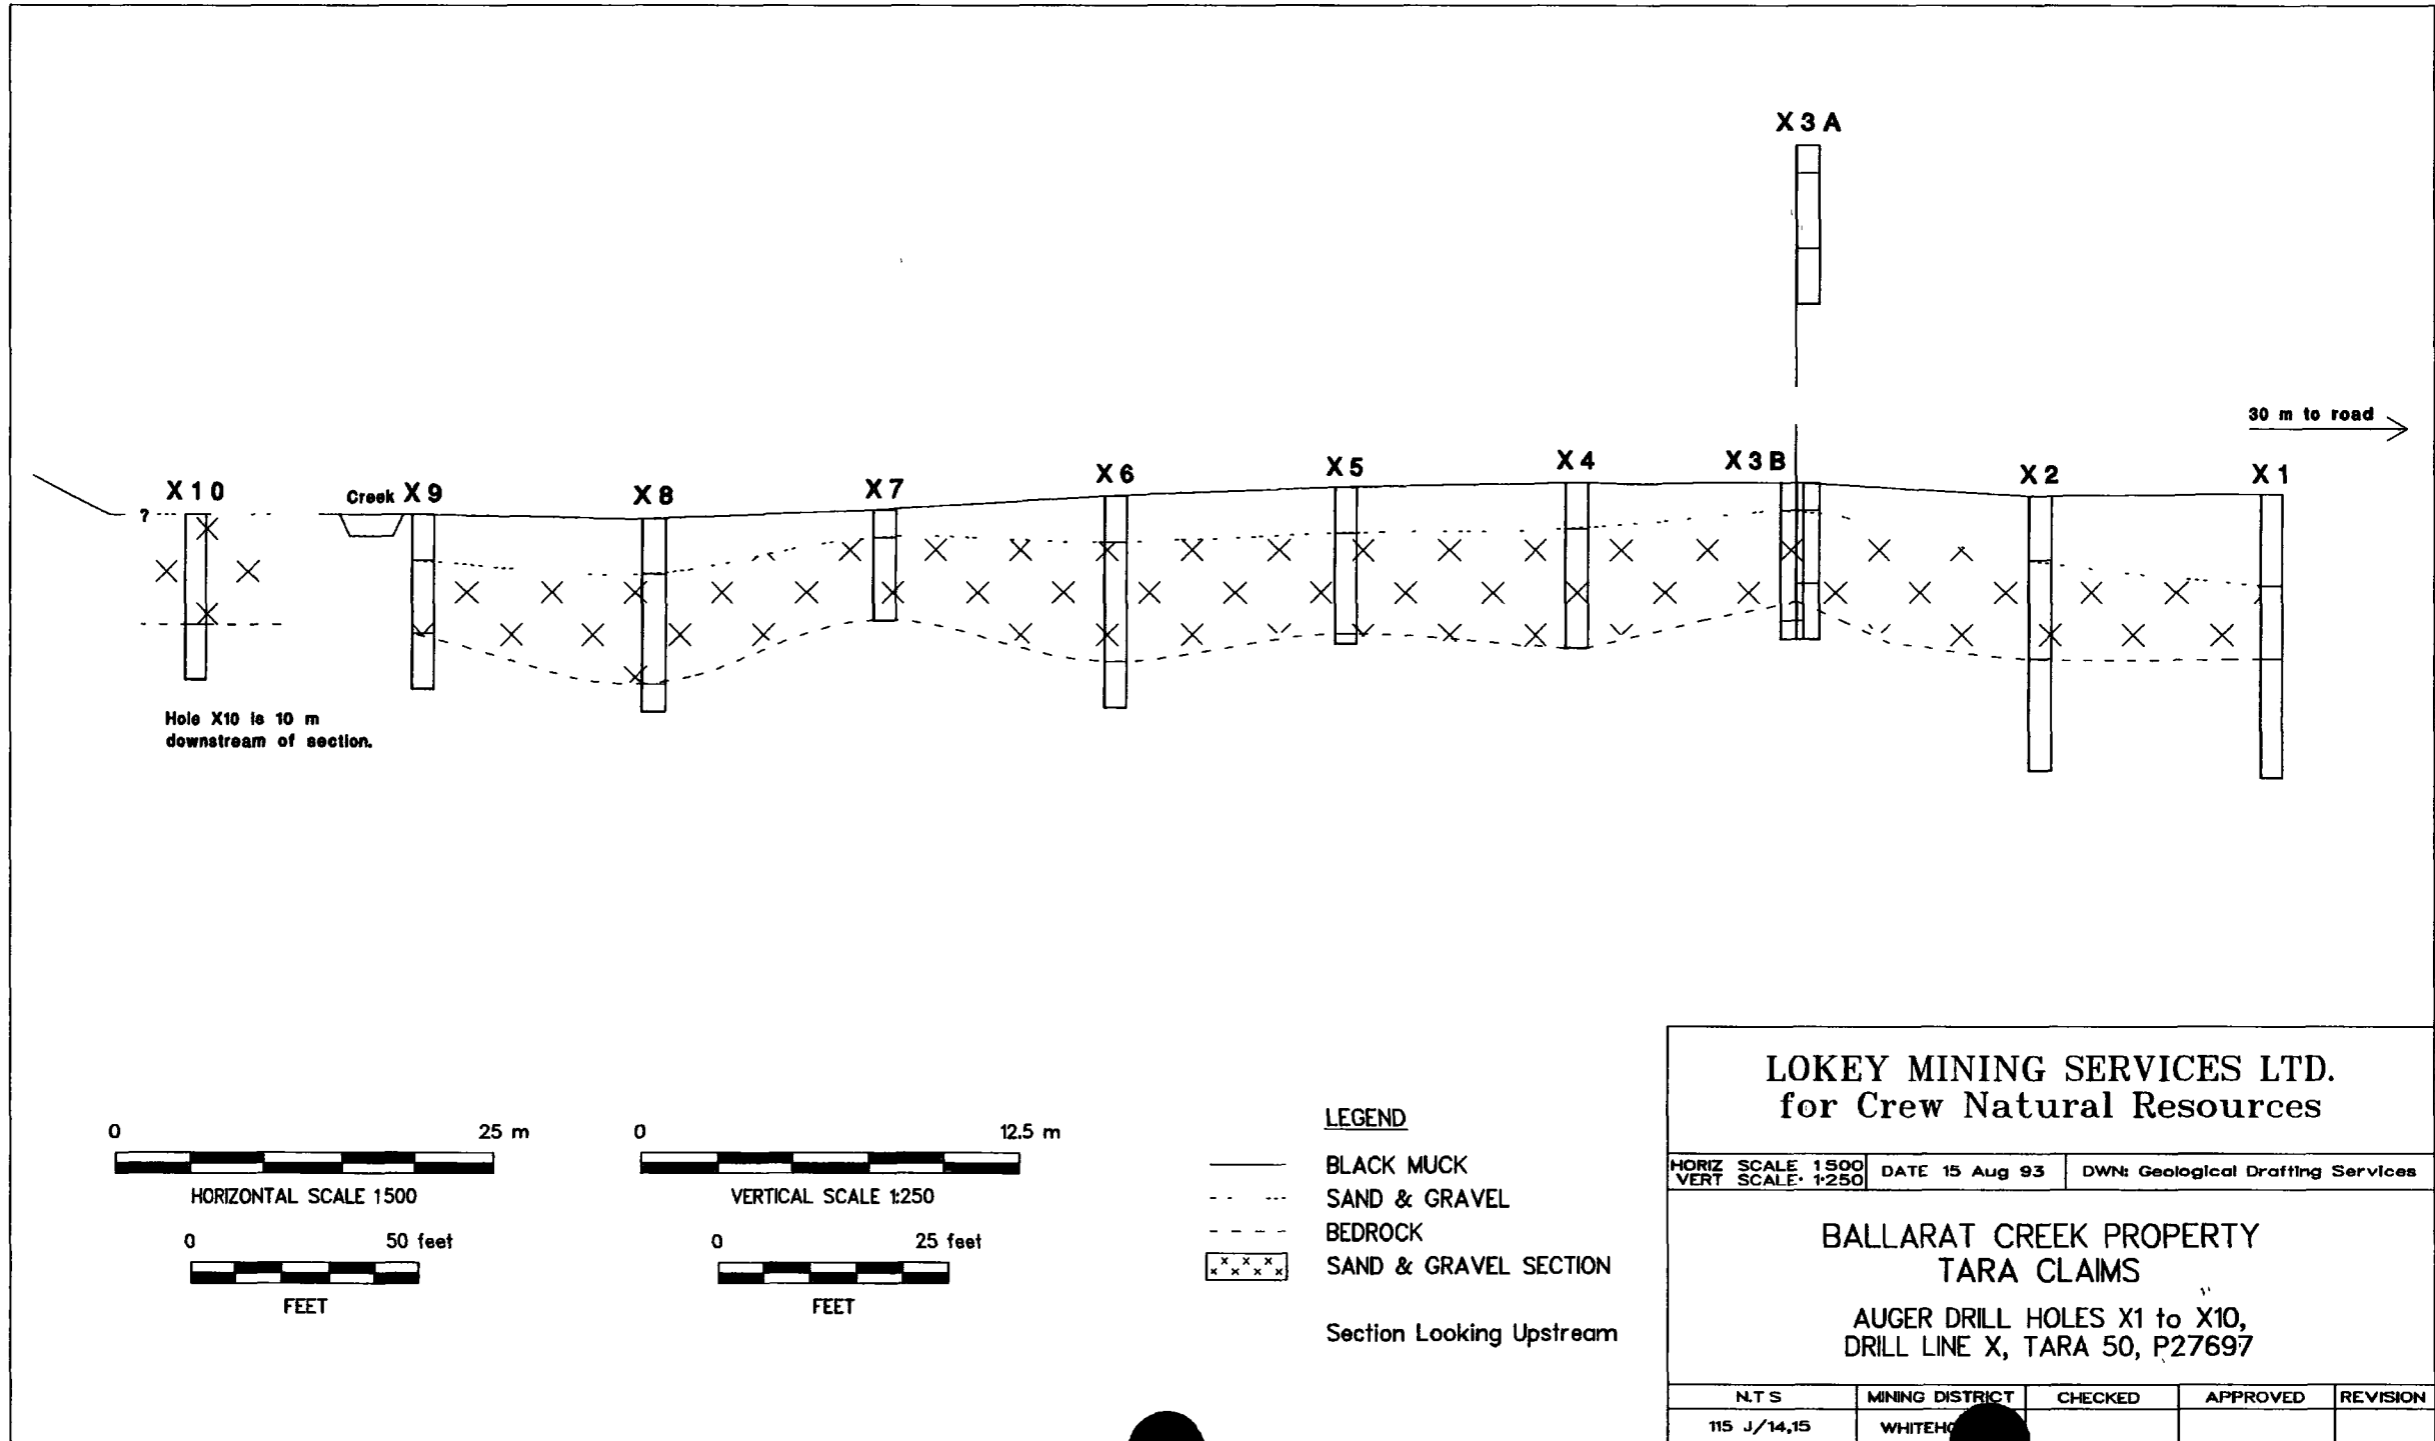 X 3 A
30 m to road
X 1 0
Creek
X 9
X 8
X 7
X 6
X 5
X 4
X 3 B
X 2
X 1
?
Hole X10 is 10 m
downstream of section.
0 25 m
HORIZONTAL SCALE 1500
0 50 feet
FEET
0 12.5 m
VERTICAL SCALE 1:250
0 25 feet
FEET
LEGEND
BLACK MUCK
SAND & GRAVEL
BEDROCK
SAND & GRAVEL SECTION
Section Looking Upstream
LOKEY MINING SERVICES LTD.
for Crew Natural Resources
HORIZ SCALE 1500
VERT SCALE: 1:250
DATE 15 Aug 93
DWN: Geological Drafting Services
BALLARAT CREEK PROPERTY
TARA CLAIMS
AUGER DRILL HOLES X1 to X10,
DRILL LINE X, TARA 50, P27697
N.T S MINING DISTRICT CHECKED APPROVED REVISION
115 J/14,15